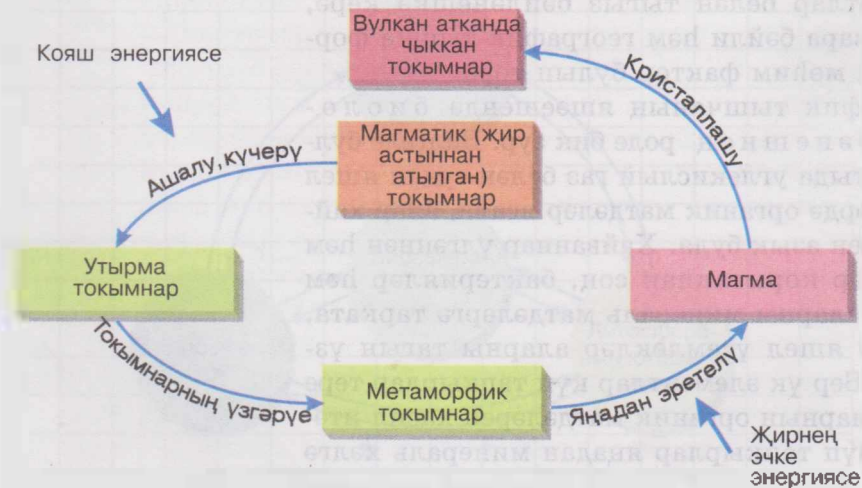 Вулкан атканда
чыккан
токымнар
Кояш энергиясе
Кристаллашу
Магматик (җир
астыннан
атылган)
токымнар
Ашалу, күчерү
Утырма
токымнар
Магма
Токымнарның үзгәрүе
Метаморфик
токымнар
Яңадан эретелү
Җирнең
эчке
энергиясе